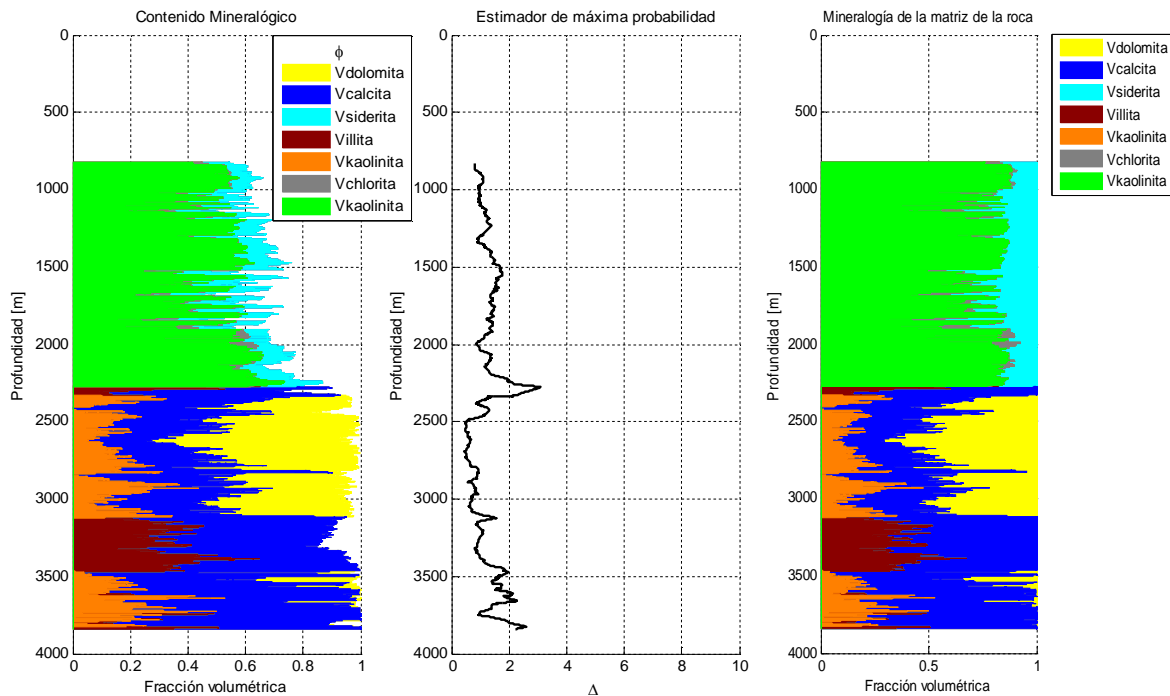 Contenido Mineralógico
0
500
1000
1500
2000
2500
3000
3500
4000
Profundidad [m]
0 0.2 0.4 0.6 0.8 1
Fracción volumétrica
ϕ
Vdolomita
Vcalcita
Vsiderita
Villita
Vkaolinita
Vchlorita
Vkaolinita
Estimador de máxima probabilidad
0
500
1000
1500
2000
2500
3000
3500
4000
Profundidad [m]
0 2 4 6 8 10
Δ
Mineralogía de la matriz de la roca
0
500
1000
1500
2000
2500
3000
3500
4000
Profundidad [m]
0 0.5 1
Fracción volumétrica
Vdolomita
Vcalcita
Vsiderita
Villita
Vkaolinita
Vchlorita
Vkaolinita